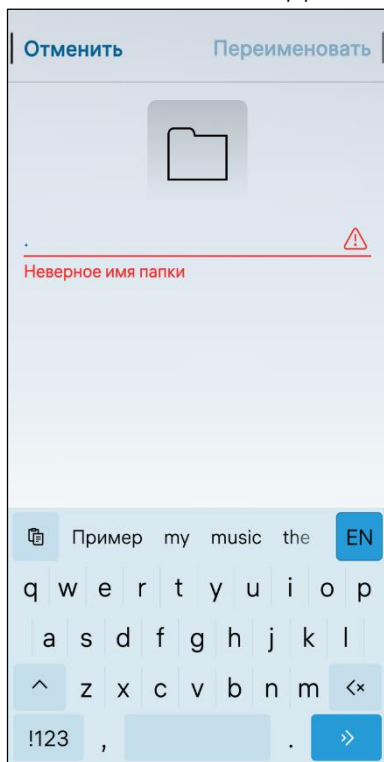 Отменить Переименовать
.
Неверное имя папки
Пример my music the EN
q w e r t y u i o p
a s d f g h j k l
z x c v b n m
!123 , .